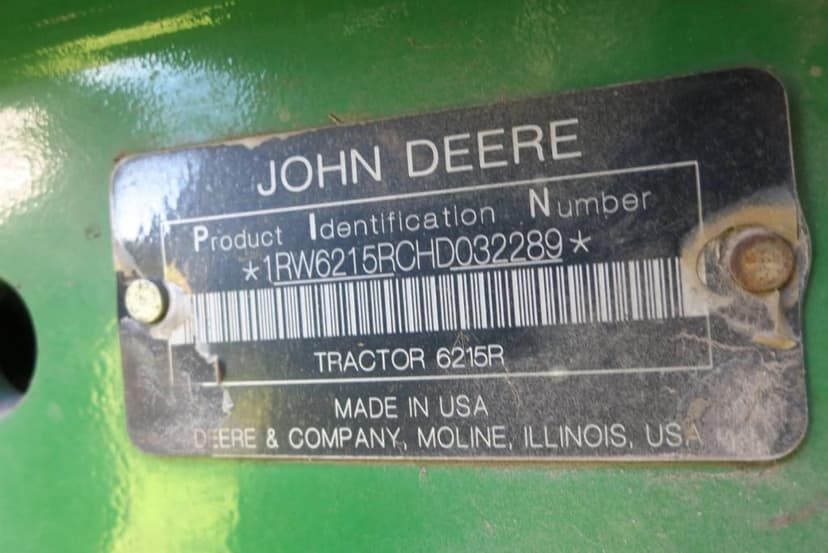 JOHN DEERE
Product Identification Number
*1RW6215RCHD032289*
TRACTOR 6215R
MADE IN USA
DEERE & COMPANY, MOLINE, ILLINOIS, USA